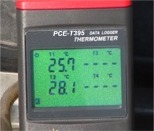 PCE-T395 DATA LOGGER
THERMOMETER
T1 °C T2 °C
25.7 ----
T3 °C T4 °C
28.1 ----